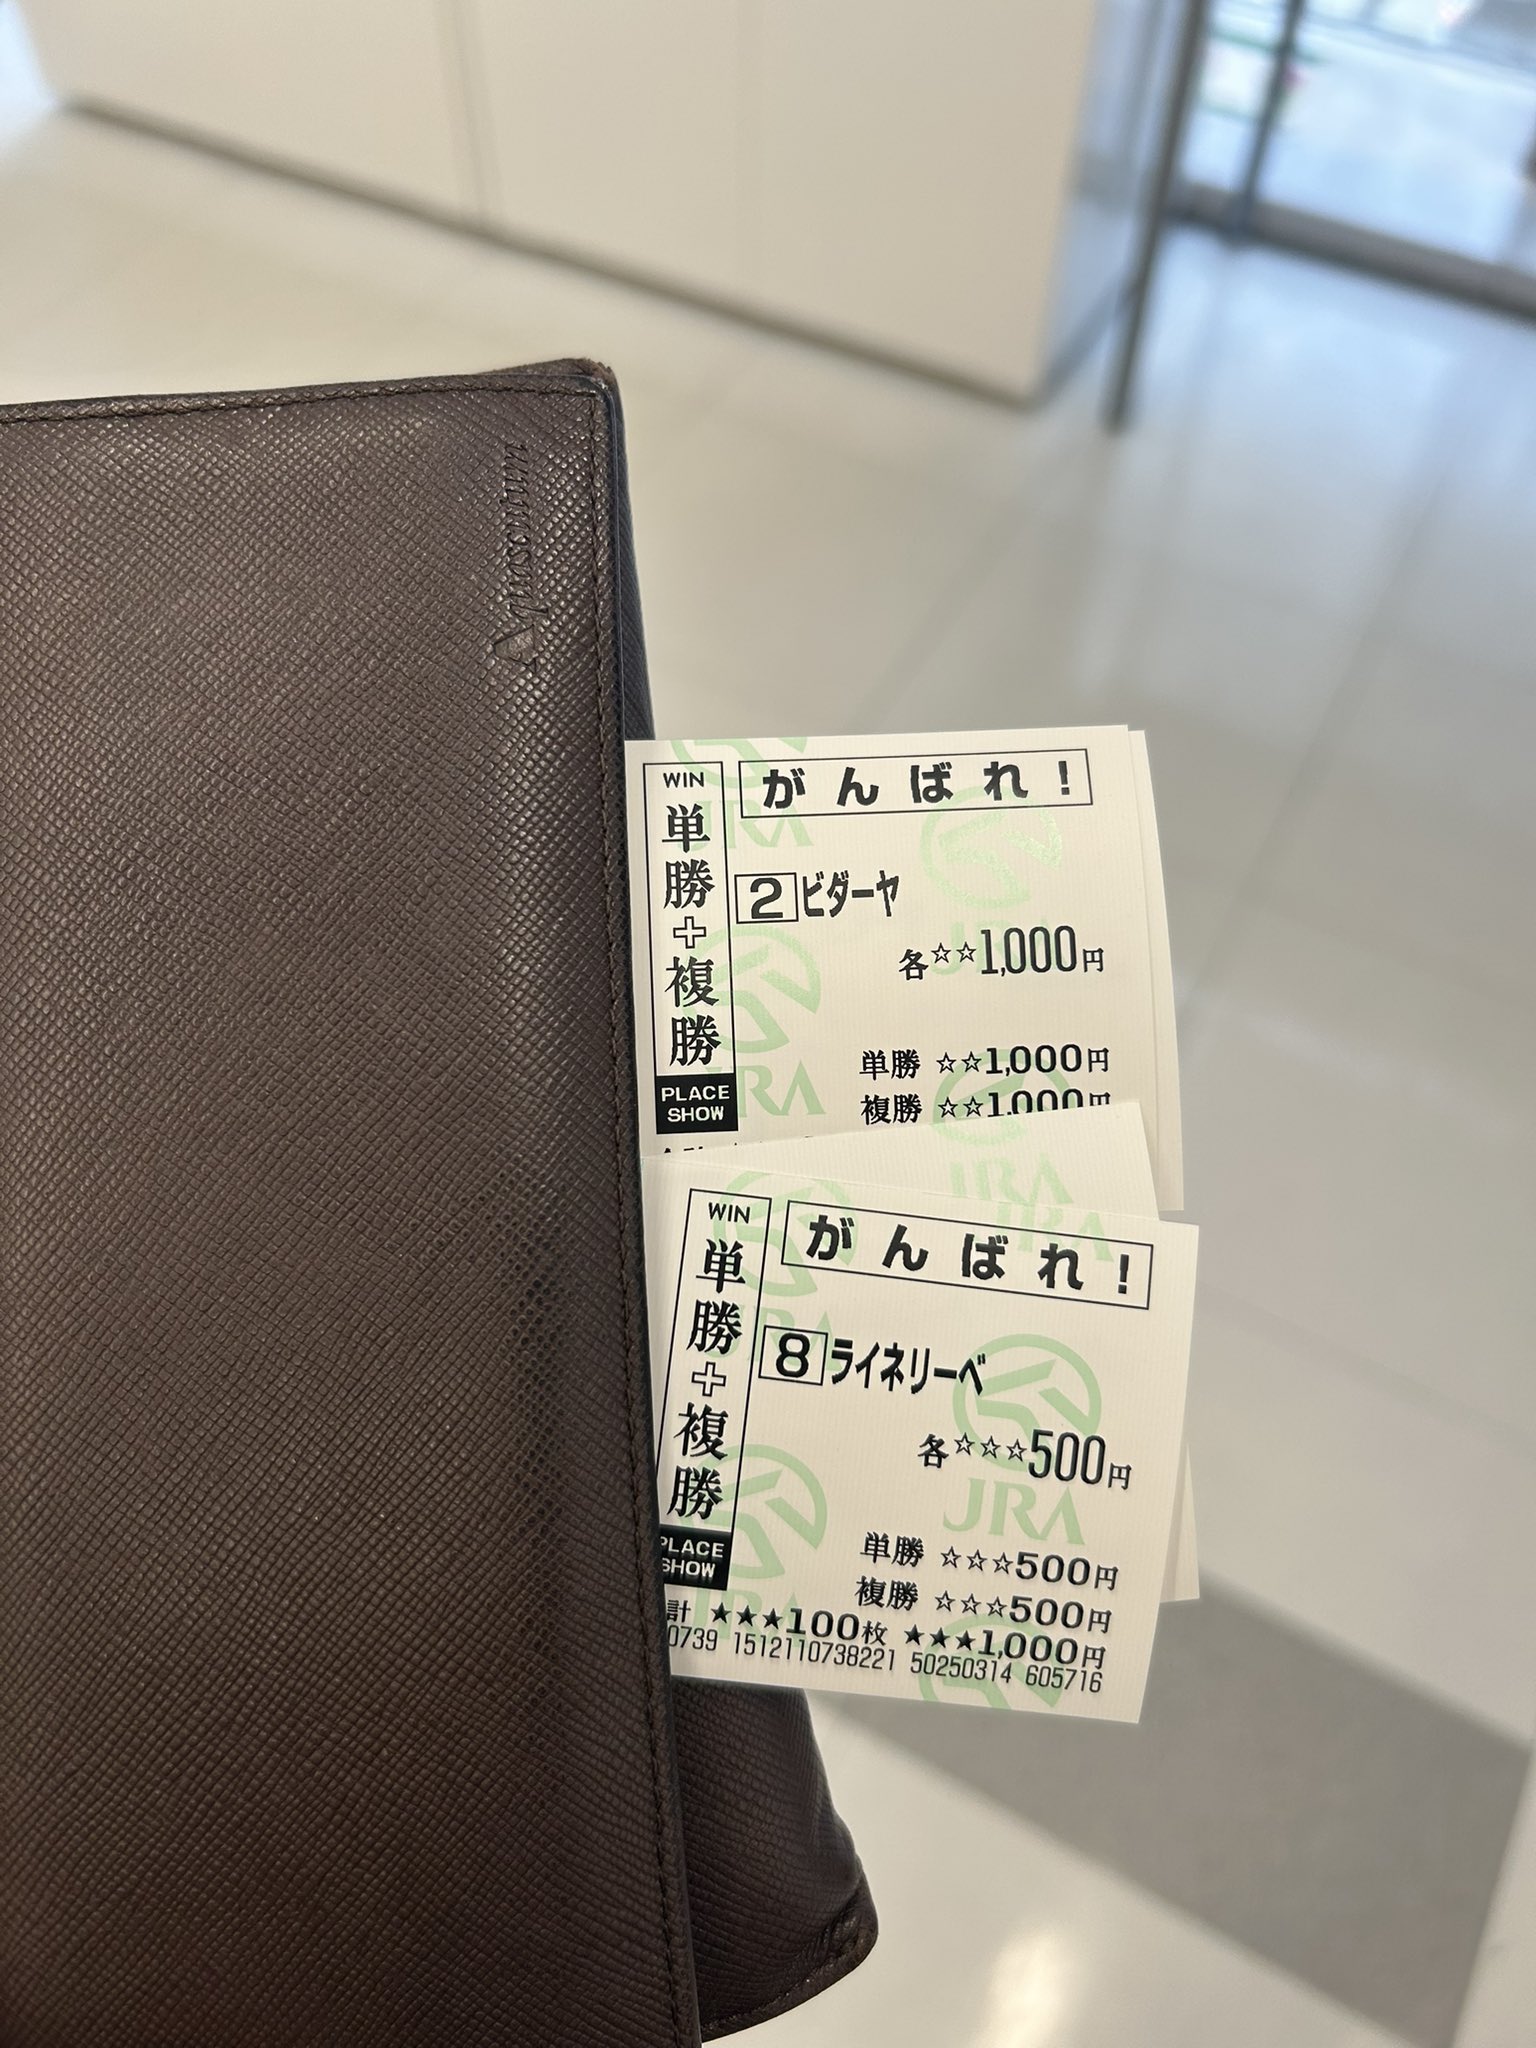 Aquascutum
WIN
単勝+複勝
PLACE
SHOW
がんばれ!
2 ビダーヤ
各☆☆1,000円
単勝 ☆☆1,000円
複勝 ☆☆1,000円
JRA
WIN
単勝+複勝
PLACE
SHOW
がんばれ!
8 ライネリーベ
各☆☆☆500円
単勝 ☆☆☆500円
複勝 ☆☆☆500円
計 ★★★100枚 ★★★1,000円
0739 1512110738221 50250314 605716
JRA